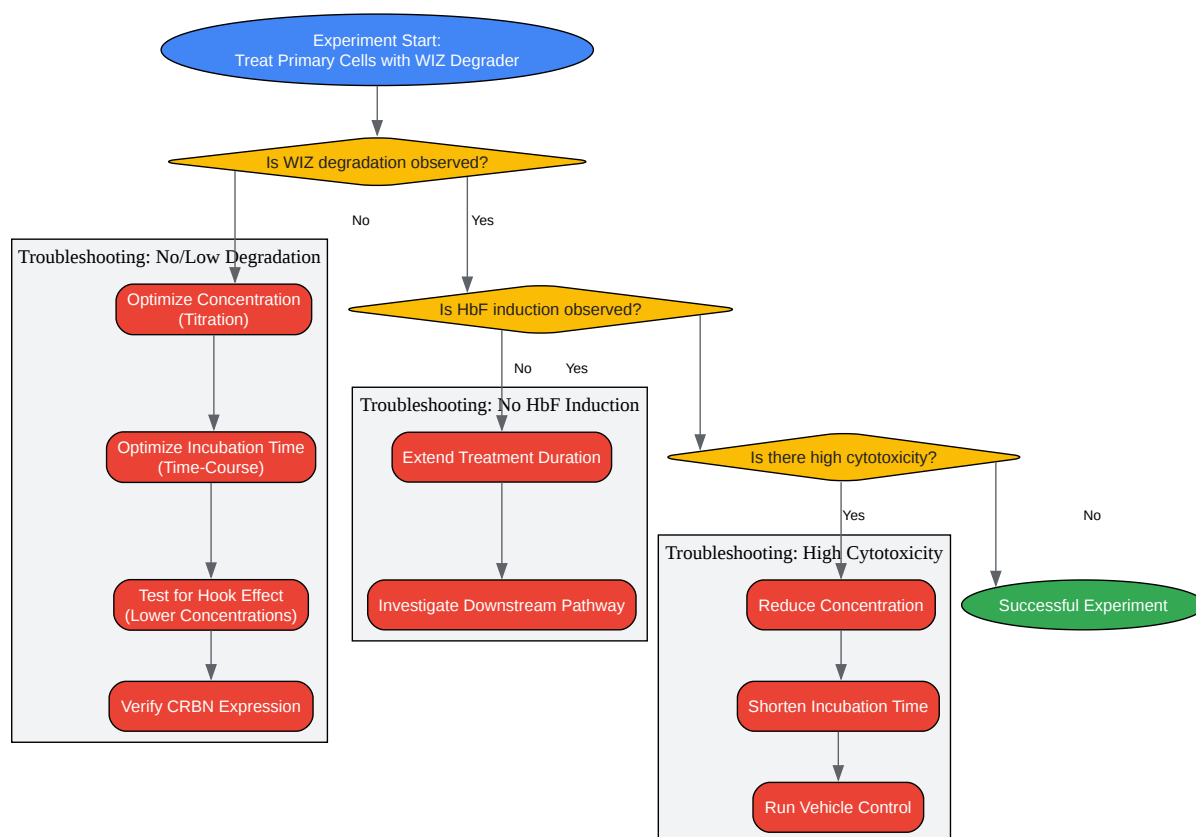 Experiment Start:
Treat Primary Cells with WIZ Degrader
Is WIZ degradation observed?
No
Yes
Troubleshooting: No/Low Degradation
Optimize Concentration
(Titration)
Is HbF induction observed?
No
Yes
Troubleshooting: No HbF Induction
Optimize Incubation Time
(Time-Course)
Extend Treatment Duration
Is there high cytotoxicity?
Yes
No
Troubleshooting: High Cytotoxicity
Test for Hook Effect
(Lower Concentrations)
Investigate Downstream Pathway
Reduce Concentration
Successful Experiment
Verify CRBN Expression
Shorten Incubation Time
Run Vehicle Control